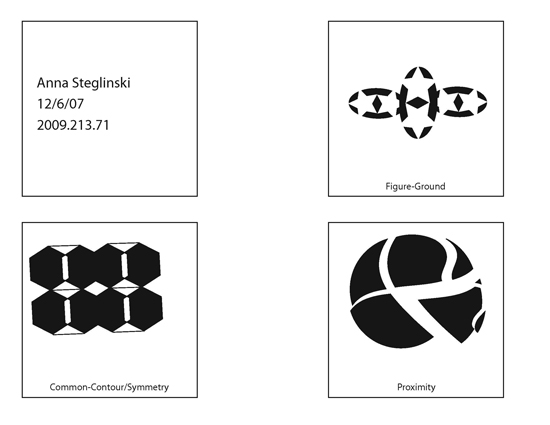 Anna Steglinski
12/6/07
2009.213.71
Figure-Ground
Common-Contour/Symmetry
Proximity